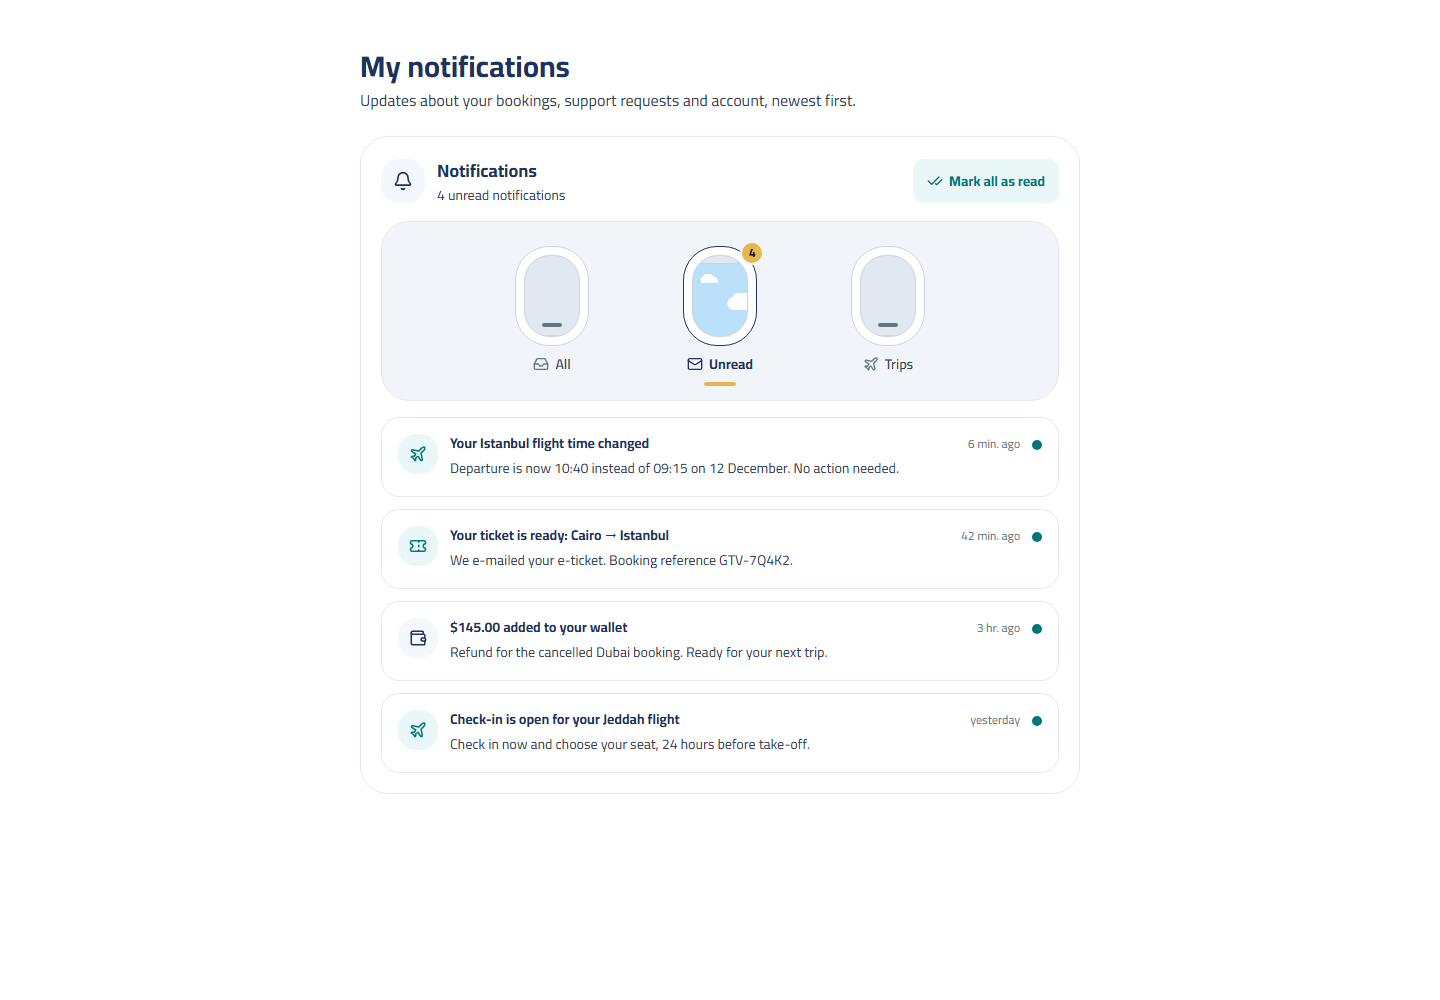 My notifications
Updates about your bookings, support requests and account, newest first.
Notifications
4 unread notifications
Mark all as read
4
All
Unread
Trips
Your Istanbul flight time changed
6 min. ago
Departure is now 10:40 instead of 09:15 on 12 December. No action needed.
Your ticket is ready: Cairo → Istanbul
42 min. ago
We e-mailed your e-ticket. Booking reference GTV-7Q4K2.
$145.00 added to your wallet
3 hr. ago
Refund for the cancelled Dubai booking. Ready for your next trip.
Check-in is open for your Jeddah flight
yesterday
Check in now and choose your seat, 24 hours before take-off.